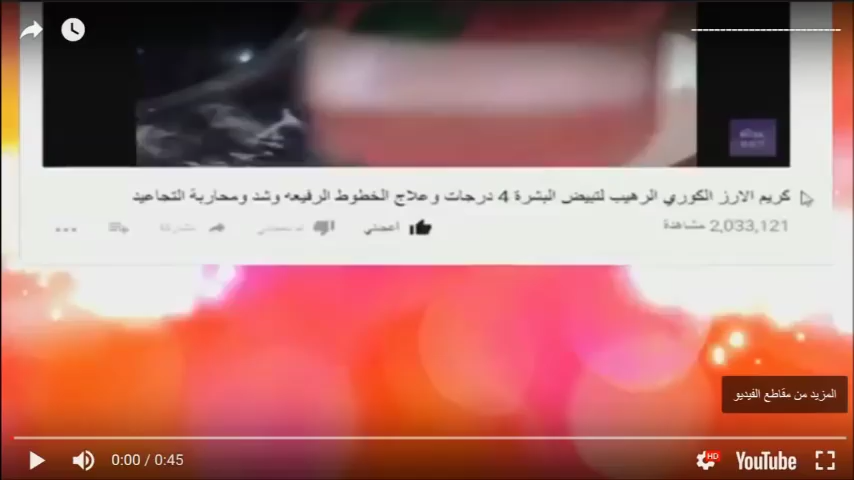 كريم الارز الكوري الرهيب لتبيض البشرة 4 درجات وعلاج الخطوط الرفيعه وشد ومحاربة التجاعيد
2,033,121 مشاهدة
أعجبني
المزيد من مقاطع الفيديو
0:00 / 0:45
HD
YouTube